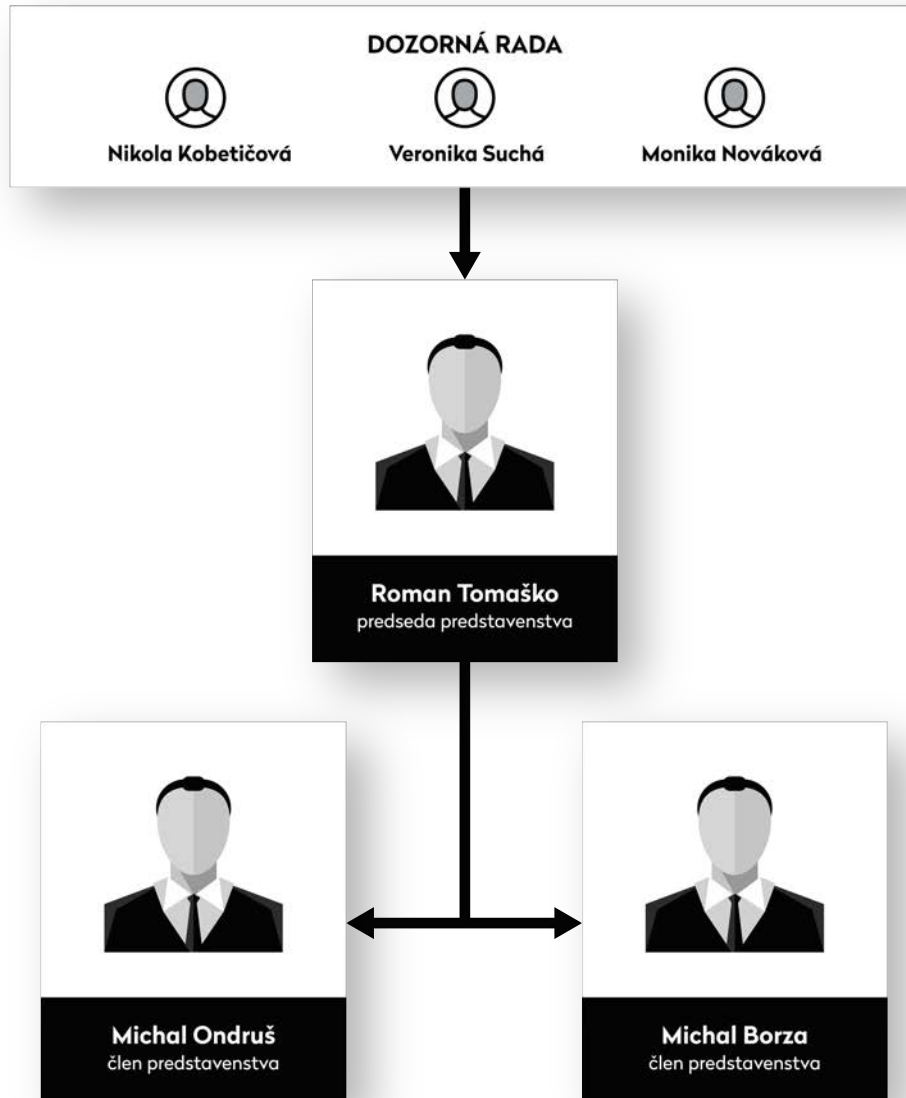 DOZORNÁ RADA
Nikola Kobetičová
Veronika Suchá
Monika Nováková
Roman Tomaško
predseda predstavenstva
Michal Ondruš
člen predstavenstva
Michal Borza
člen predstavenstva